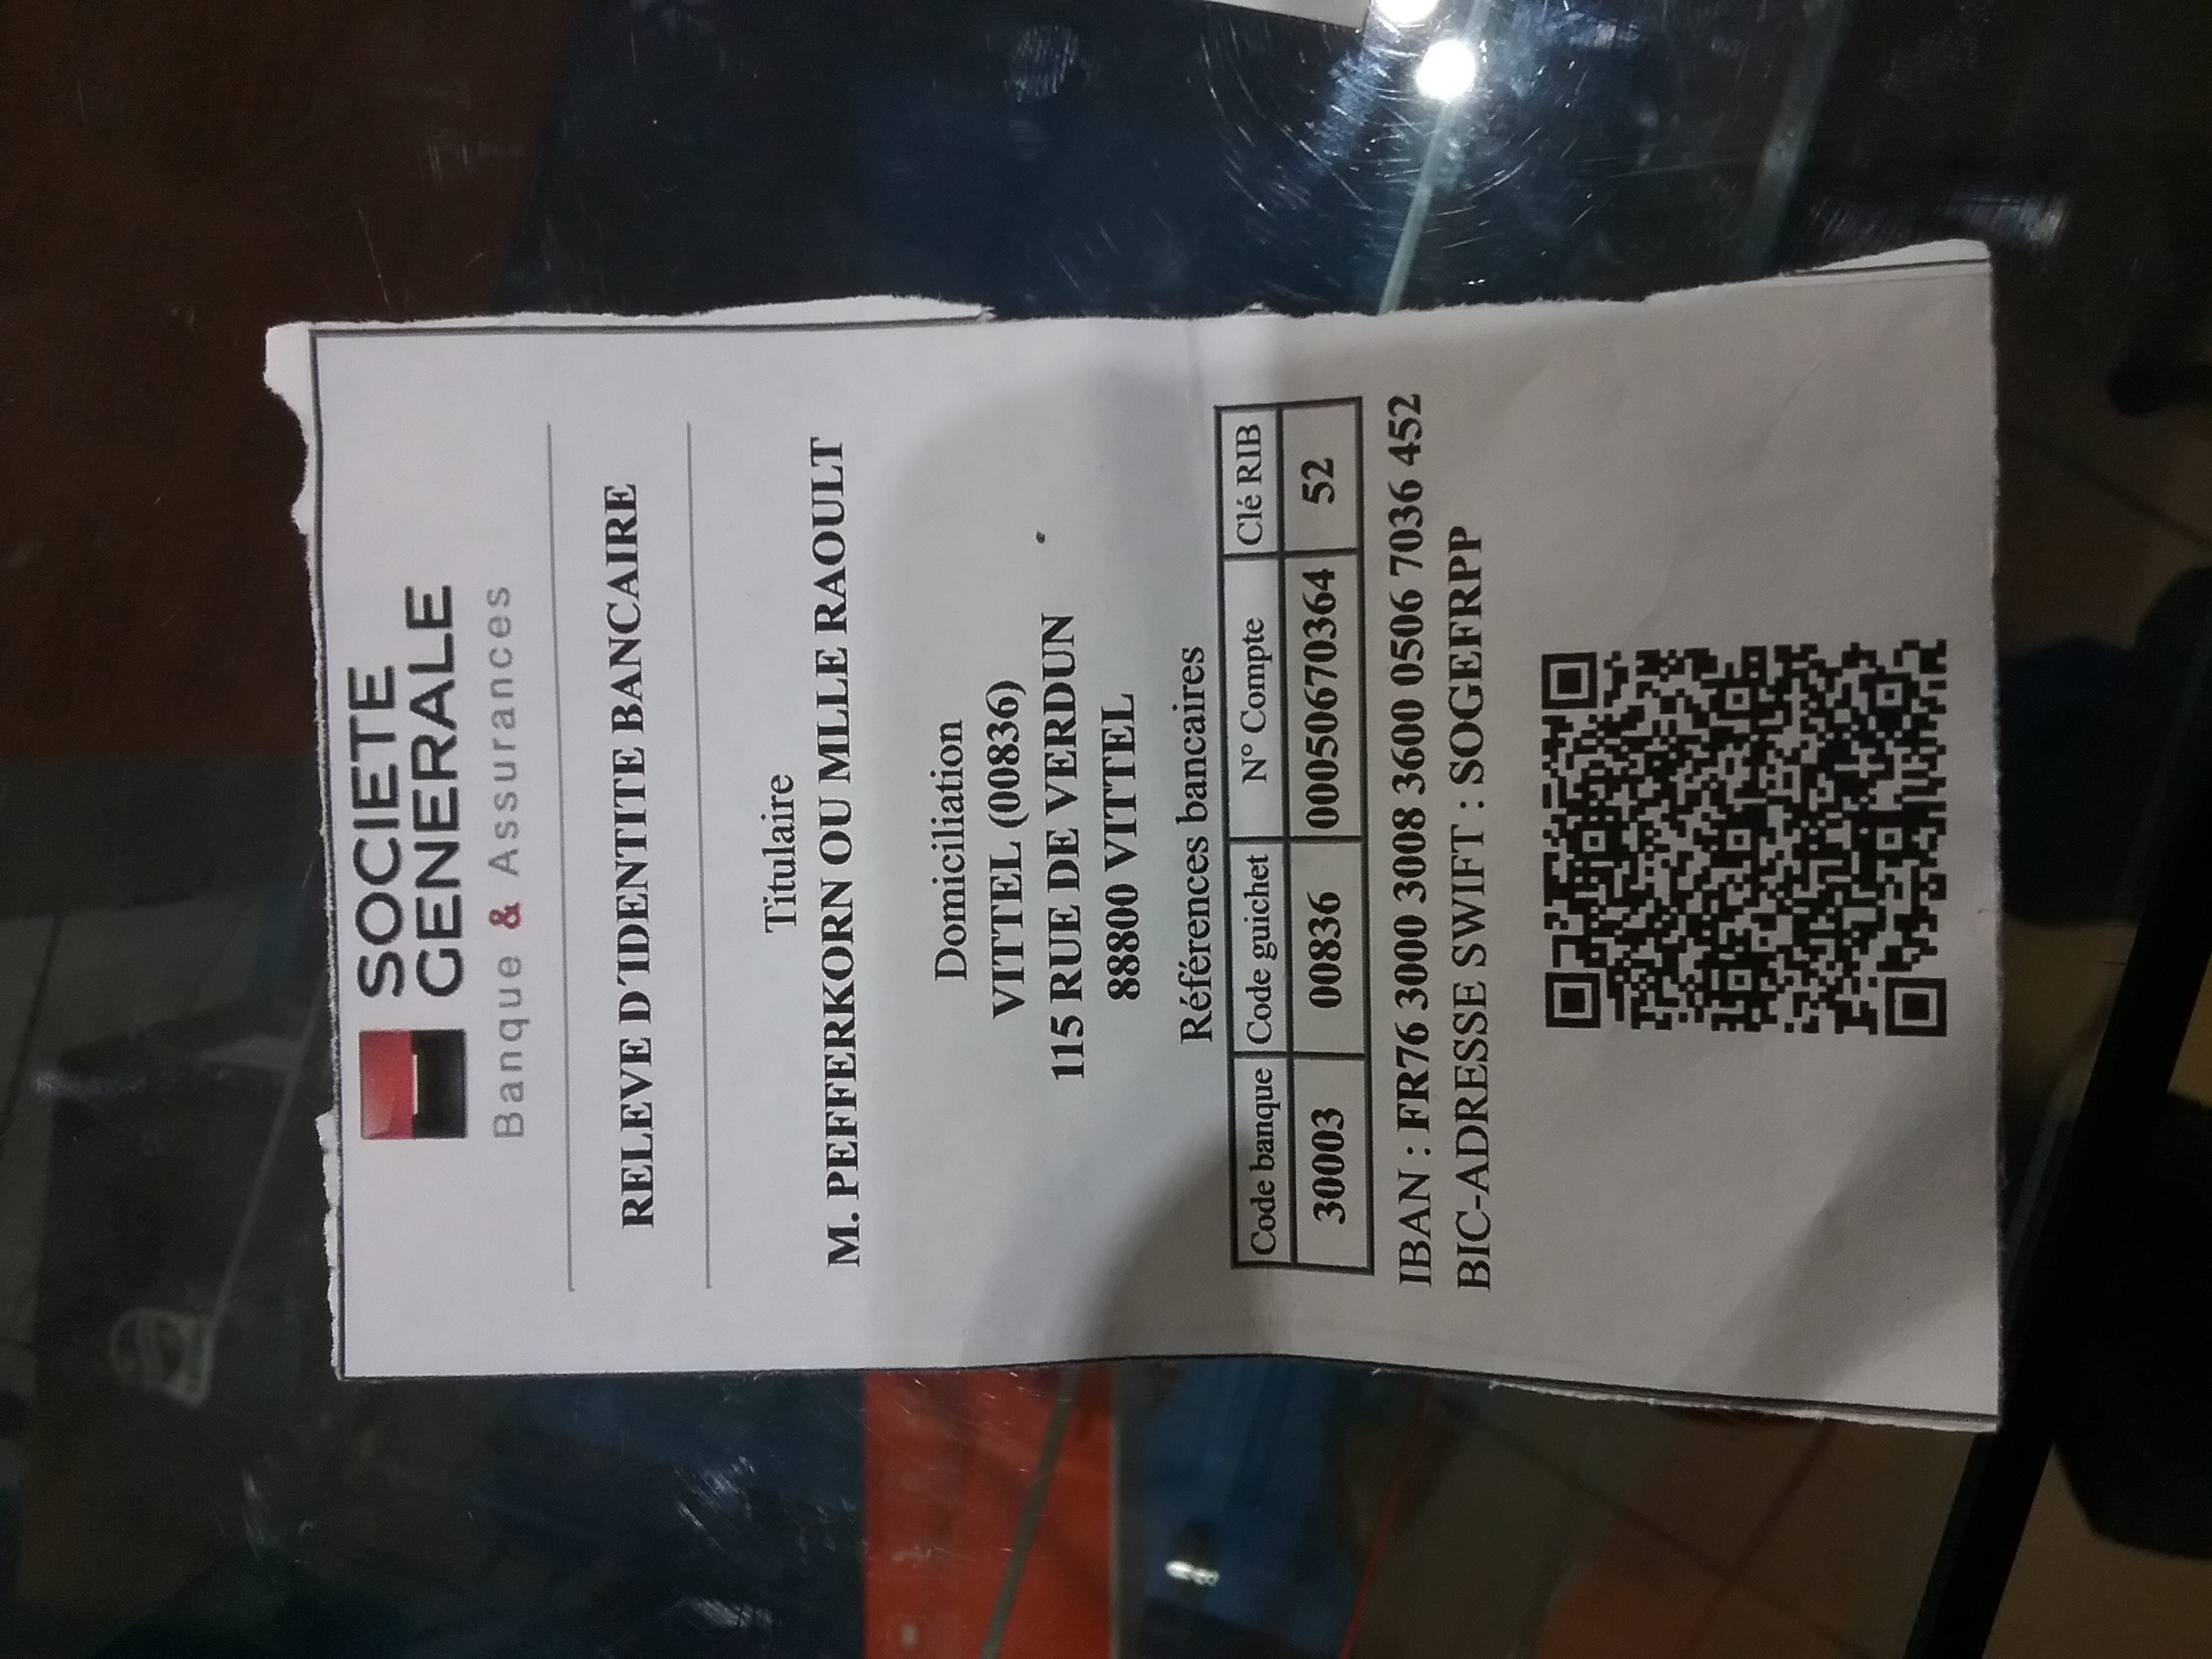 SOCIETE
GENERALE
Banque & Assurances
RELEVE D'IDENTITE BANCAIRE
Titulaire
M. PEFFERKORN OU MLLE RAOULT
Domiciliation
VITTEL (00836)
115 RUE DE VERDUN
88800 VITTEL
Références bancaires
Code banque Code guichet N° Compte Clé RIB
30003 00836 00050670364 52
IBAN : FR76 3000 3008 3600 0506 7036 452
BIC-ADRESSE SWIFT : SOGEFRPP